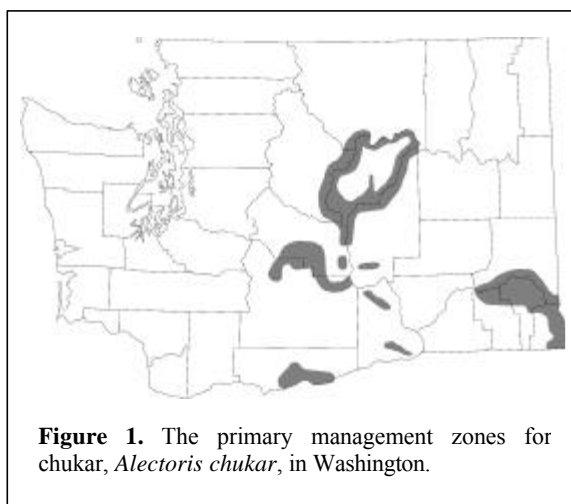 Figure 1. The primary management zones for
chukar, Alectoris chukar, in Washington.